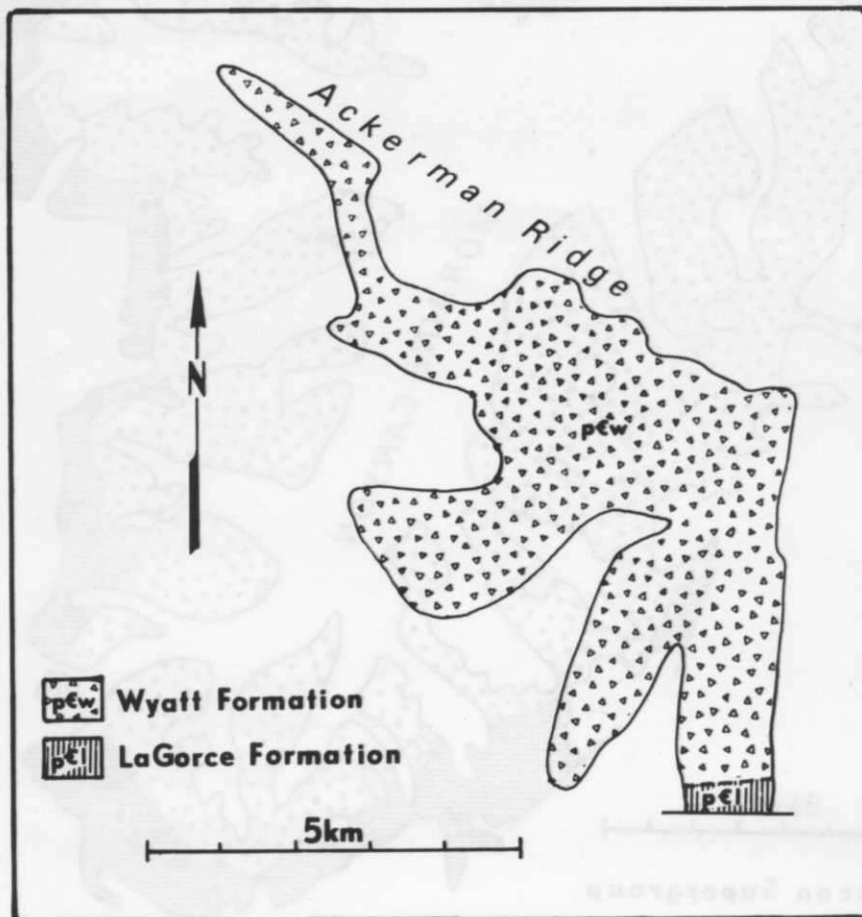 Ackerman Ridge
N
p€w
p€w Wyatt Formation
p€l LaGorce Formation
p€l
5km